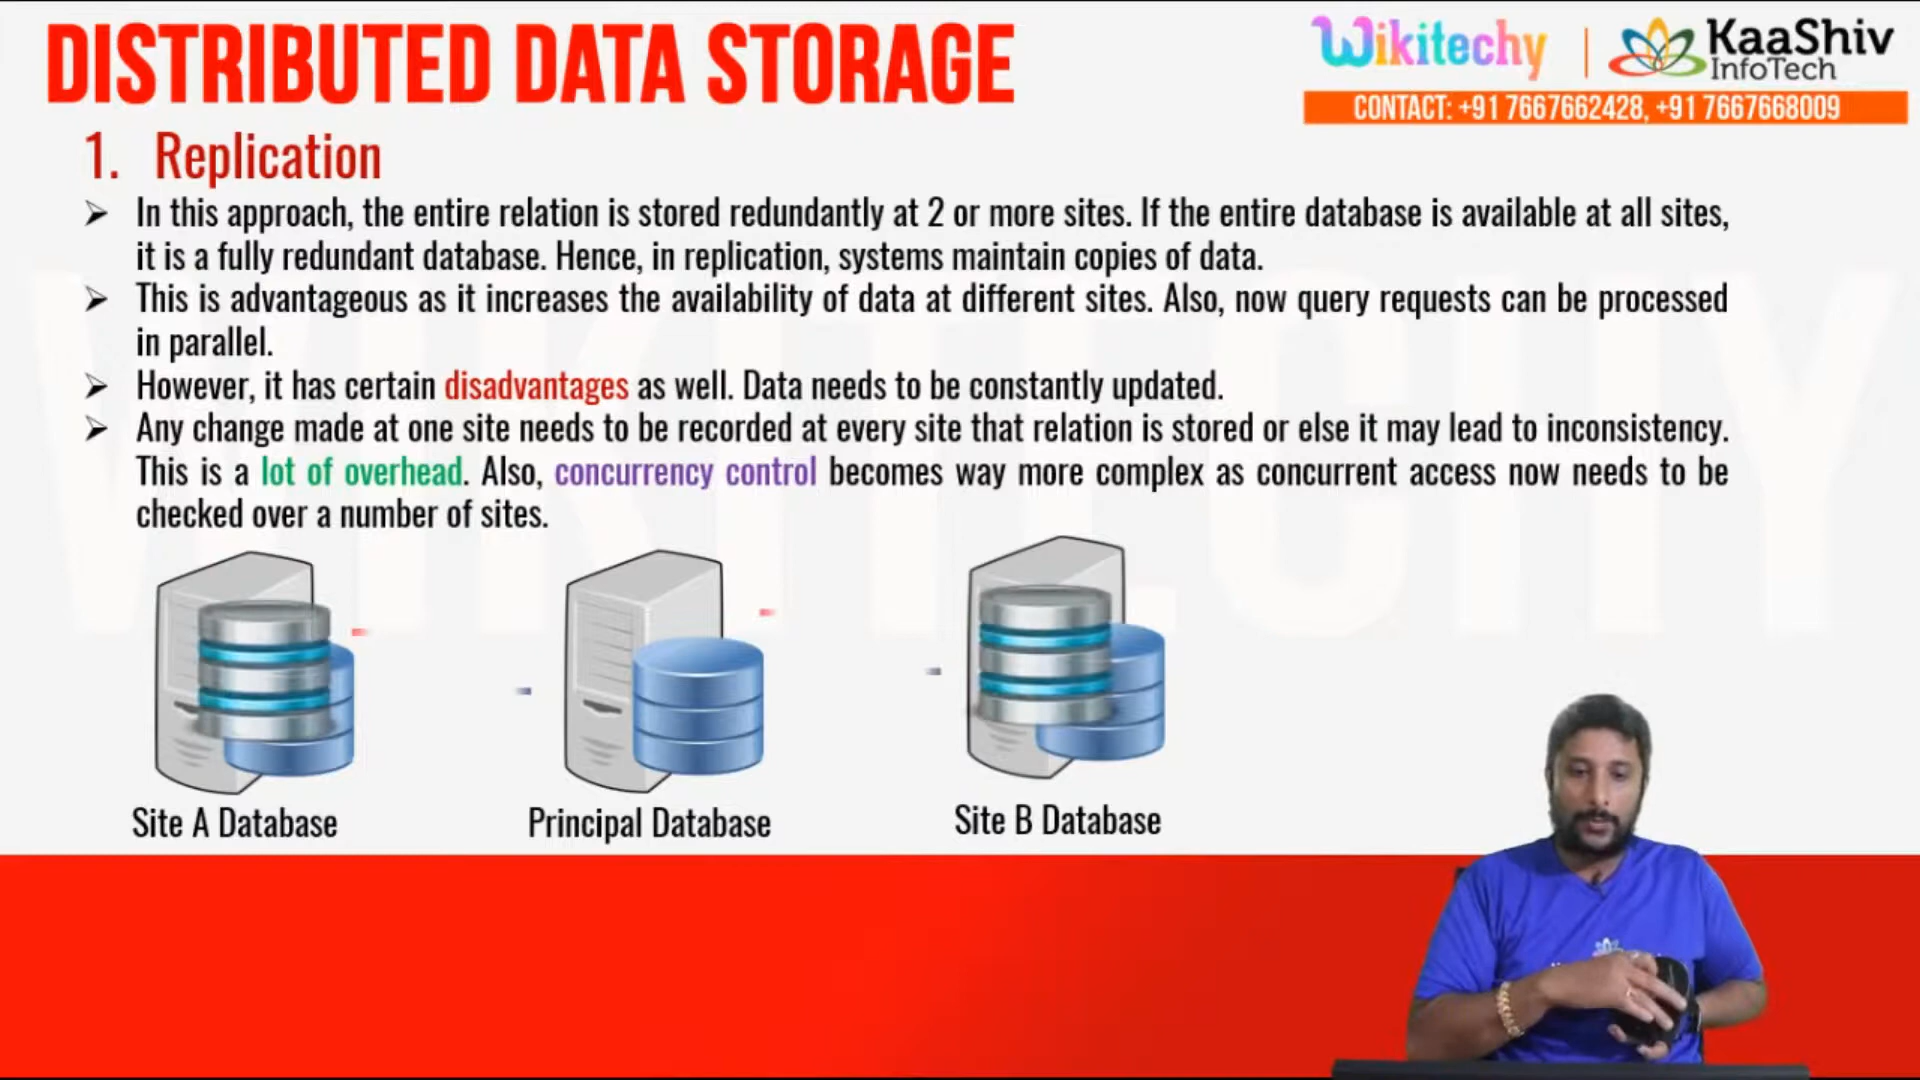 DISTRIBUTED DATA STORAGE
Wikitechy
KaaShiv
InfoTech
CONTACT: +91 7667662428, +91 7667668009
1. Replication
➢ In this approach, the entire relation is stored redundantly at 2 or more sites. If the entire database is available at all sites,
it is a fully redundant database. Hence, in replication, systems maintain copies of data.
➢ This is advantageous as it increases the availability of data at different sites. Also, now query requests can be processed
in parallel.
➢ However, it has certain disadvantages as well. Data needs to be constantly updated.
➢ Any change made at one site needs to be recorded at every site that relation is stored or else it may lead to inconsistency.
This is a lot of overhead. Also, concurrency control becomes way more complex as concurrent access now needs to be
checked over a number of sites.
WIKITECHY
Site A Database
Principal Database
Site B Database